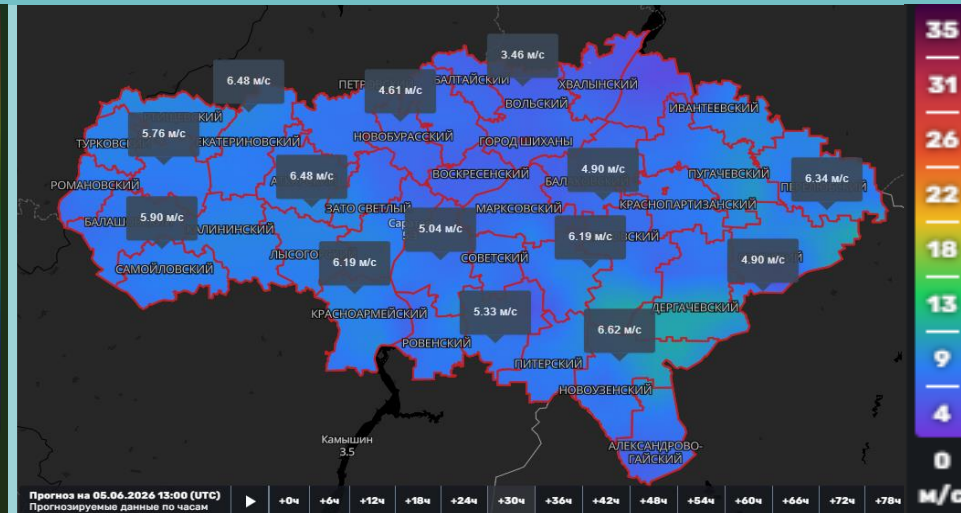 3.46 м/с
6.48 м/с
4.61 м/с
БАЛТАЙСКИЙ
ХВАЛЫНСКИЙ
ВОЛЬСКИЙ
ИВАНТЕЕВСКИЙ
5.76 м/с
ЕКАТЕРИНОВСКИЙ
НОВОБУРАССКИЙ
ГОРОД ШИХАНЫ
РОМАНОВСКИЙ
6.48 м/с
ВОСКРЕСЕНСКИЙ
4.90 м/с
ПУГАЧЕВСКИЙ
6.34 м/с
5.90 м/с
ЗАТО СВЕТЛЫЙ
МАРКСОВСКИЙ
КРАСНОПАРТИЗАНСКИЙ
БАЛАШ
АЛИНИНСКИЙ
5.04 м/с
6.19 м/с
ВСКИЙ
ЛЫСОГО
6.19 м/с
СОВЕТСКИЙ
4.90 м/с
САМОЙЛОВСКИЙ
КРАСНОАРМЕЙСКИЙ
5.33 м/с
ДЕРГАЧЕВСКИЙ
6.62 м/с
РОВЕНСКИЙ
ПИТЕРСКИЙ
НОВОУЗЕНСКИЙ
Камышин
3.5
АЛЕКСАНДРОВО-
ГАЙСКИЙ
35
31
26
22
18
13
9
4
0
м/с
Прогноз на 05.06.2026 13:00 (UTC)
Прогнозируемые данные по часам
+0ч +6ч +12ч +18ч +24ч +30ч +36ч +42ч +48ч +54ч +60ч +66ч +72ч +78ч